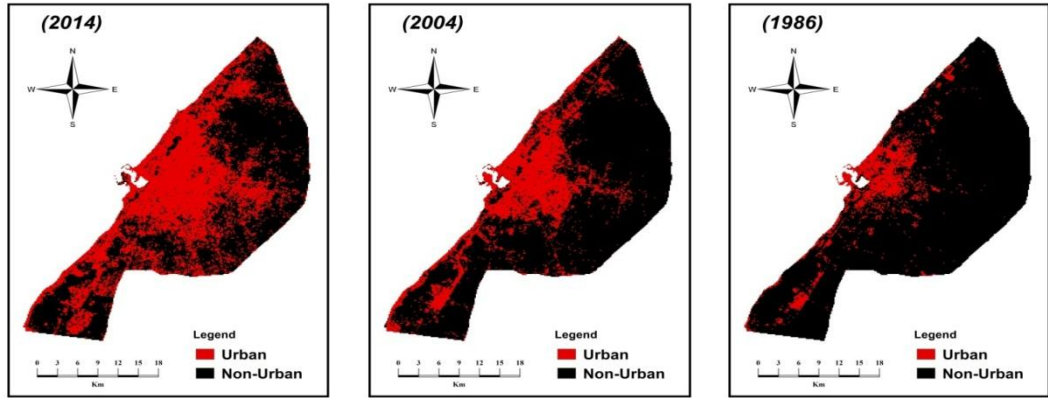 (2014)
N
W E
S
Legend
Urban
Non-Urban
0 3 6 9 12 15 18
Km
(2004)
N
W E
S
Legend
Urban
Non-Urban
0 3 6 9 12 15 18
Km
(1986)
N
W E
S
Legend
Urban
Non-Urban
0 3 6 9 12 15 18
Km